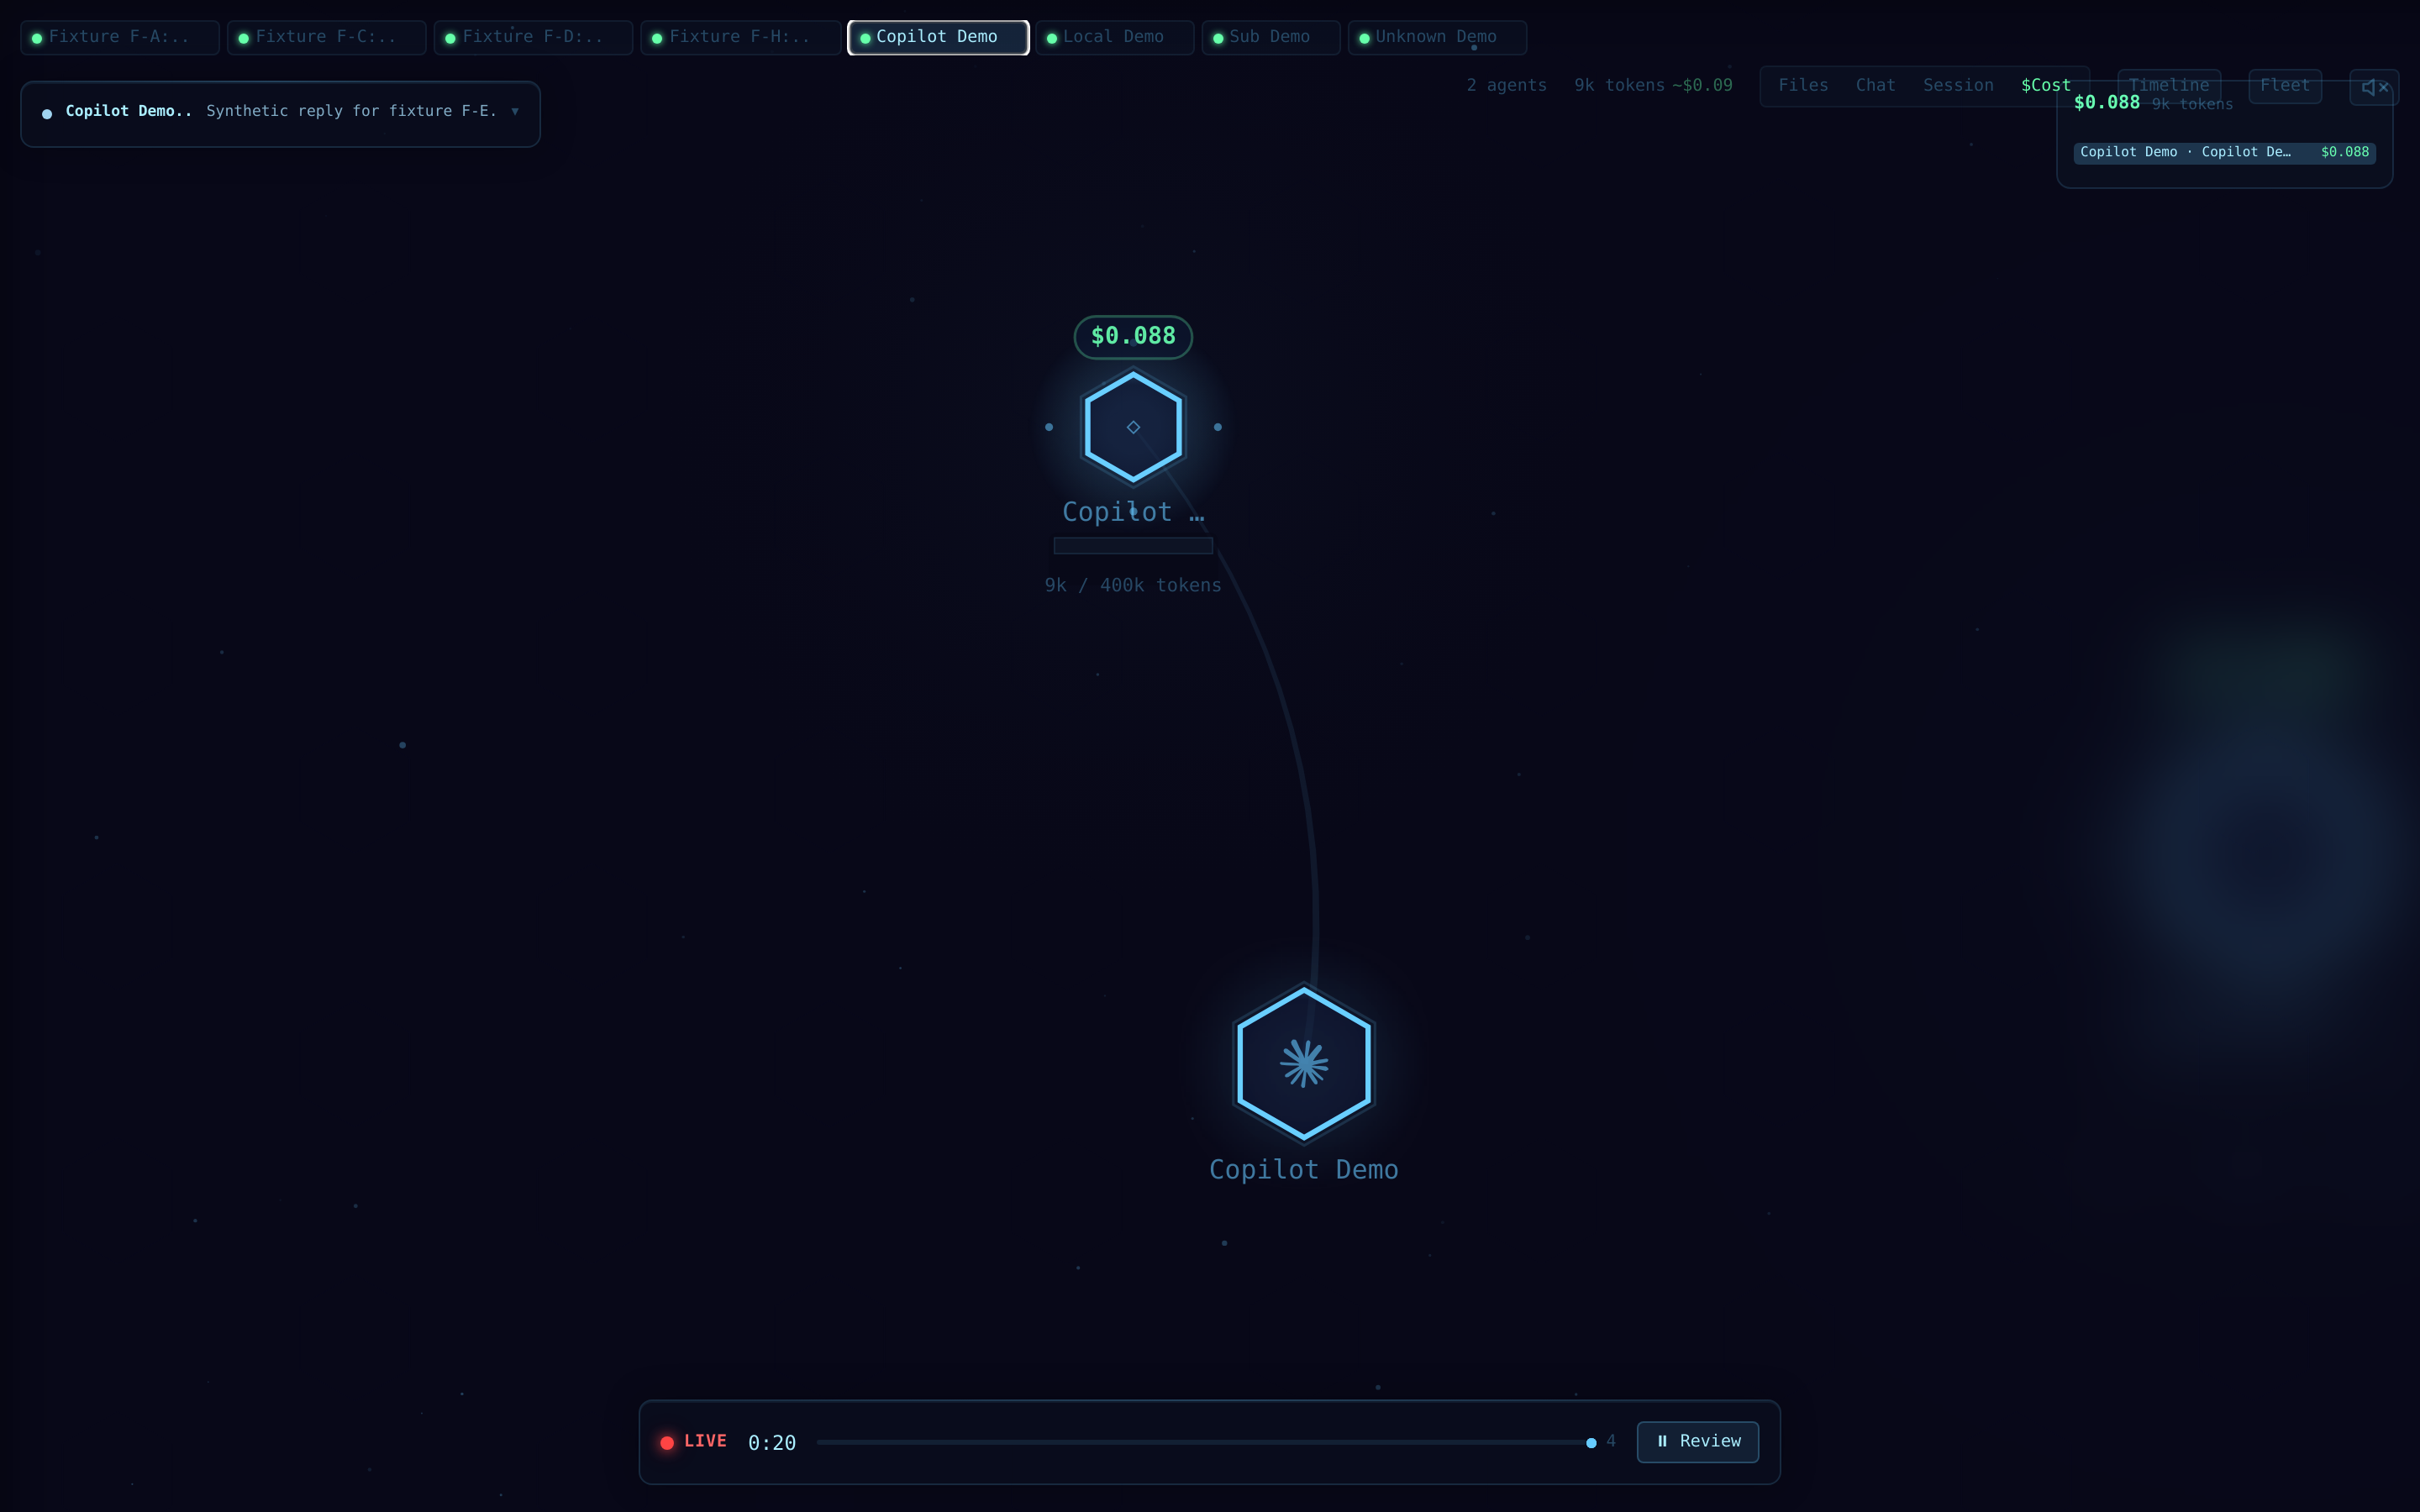 Fixture F-A:.. Fixture F-C:.. Fixture F-D:.. Fixture F-H:.. Copilot Demo Local Demo Sub Demo Unknown Demo
2 agents 9k tokens ~$0.09 Files Chat Session $Cost Timeline Fleet
Copilot Demo.. Synthetic reply for fixture F-E. ▼
$0.088 9k tokens
Copilot Demo · Copilot De… $0.088
$0.088
Copilot …
9k / 400k tokens
Copilot Demo
LIVE 0:20 4 Review